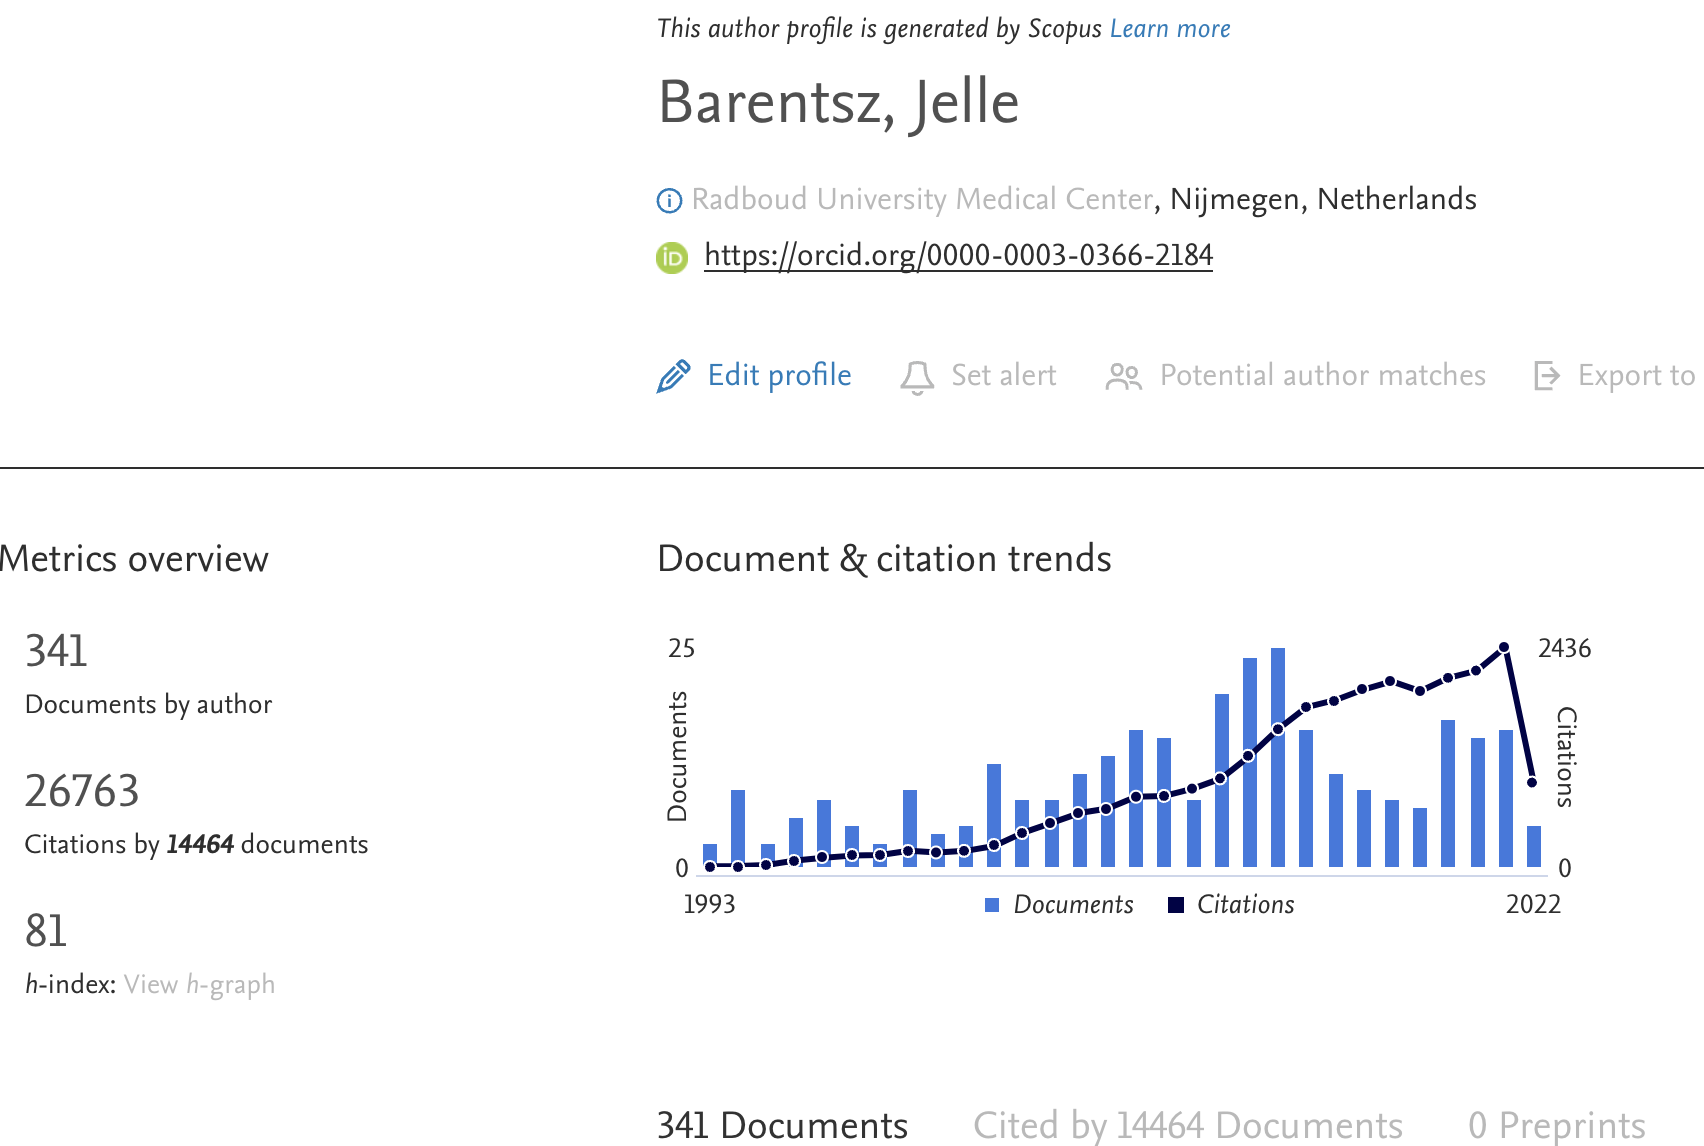 This author profile is generated by Scopus Learn more
Barentsz, Jelle
Radboud University Medical Center, Nijmegen, Netherlands
iD https://orcid.org/0000-0003-0366-2184
Edit profile Set alert Potential author matches Export to
Metrics overview
341
Documents by author
26763
Citations by 14464 documents
81
h-index: View h-graph
Document & citation trends
25 2436
Documents
Citations
0 0
1993 2022
Documents Citations
341 Documents Cited by 14464 Documents 0 Preprints